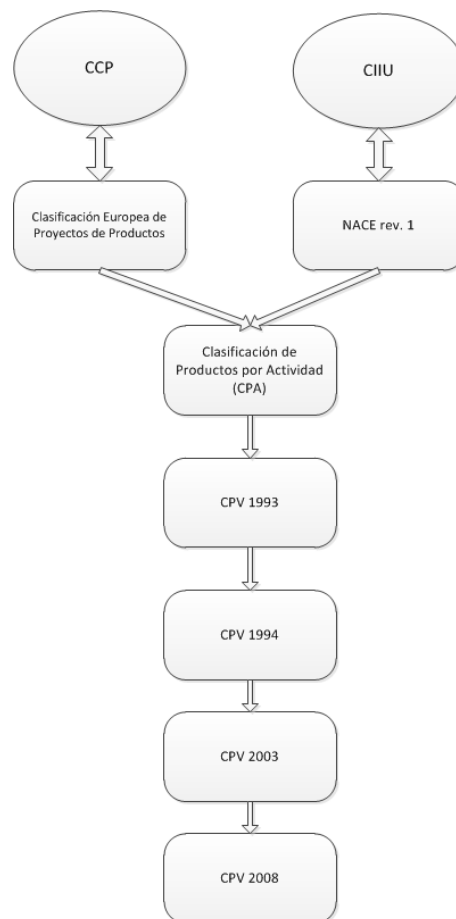 CCP
CIIU
Clasificación Europea de
Proyectos de Productos
NACE rev. 1
Clasificación de
Productos por Actividad
(CPA)
CPV 1993
CPV 1994
CPV 2003
CPV 2008